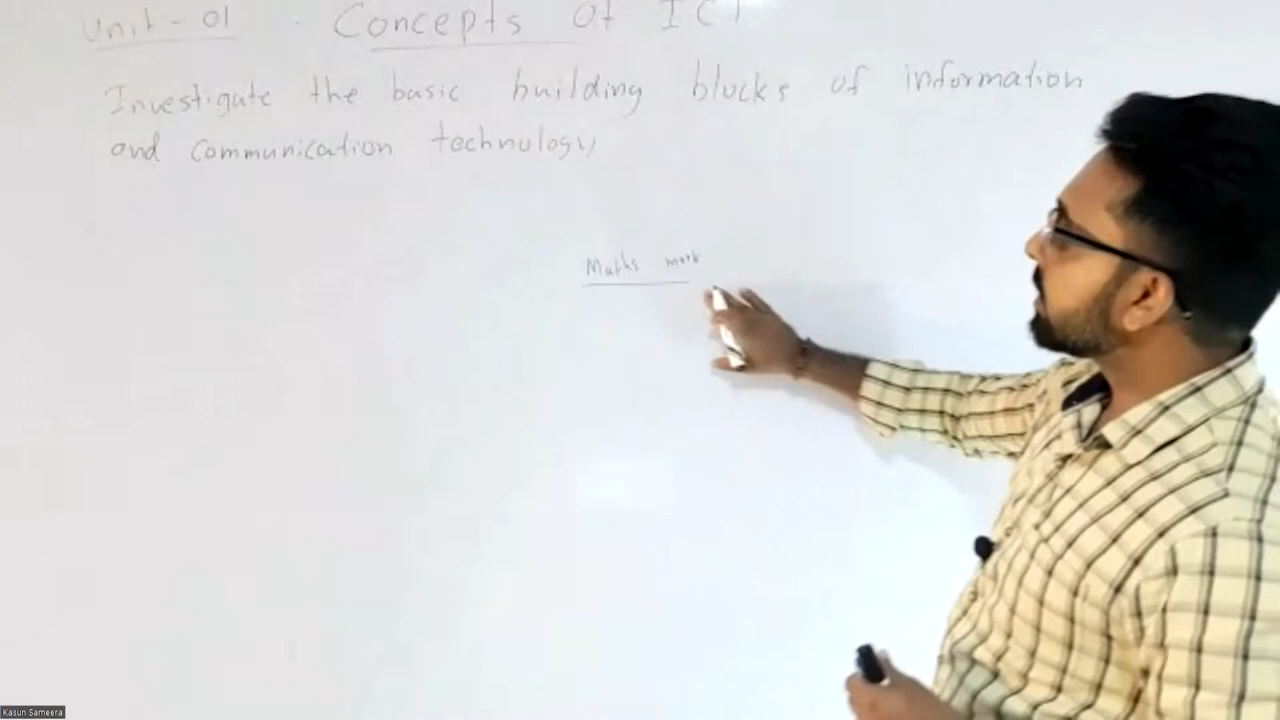 Unit - 01 . Concepts Of ICT
Investigate the basic building blocks of information
and communication technology
Maths mark
Kasun Sameera